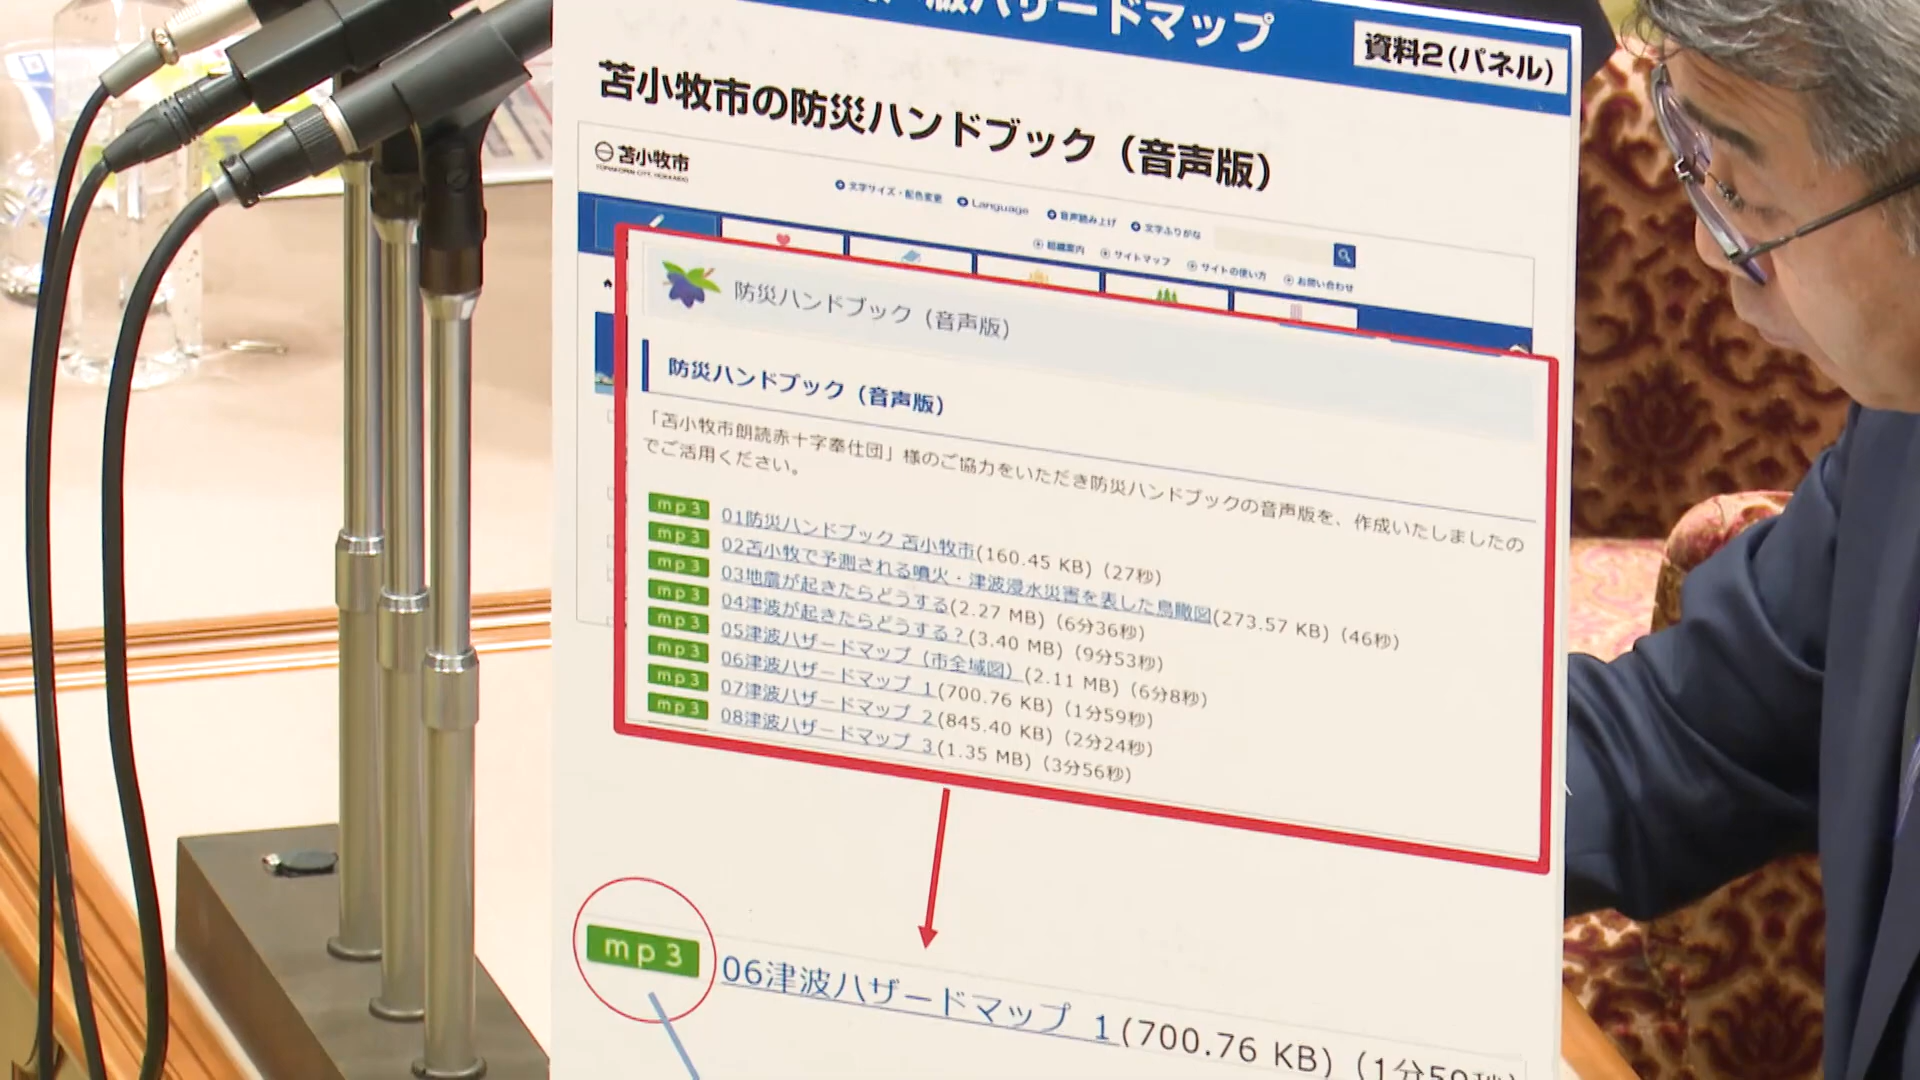 版ハザードマップ
資料2(パネル)
苫小牧市の防災ハンドブック（音声版）
苫小牧市
TOMAKOMAI CITY, HOKKAIDO
文字サイズ・配色変更 Language 音声読み上げ 文字ふりがな
組織案内 サイトマップ サイトの使い方 お問い合わせ
防災ハンドブック（音声版）
防災ハンドブック（音声版）
「苫小牧市朗読赤十字奉仕団」様のご協力をいただき防災ハンドブックの音声版を、作成いたしましたの
でご活用ください。
mp3 01防災ハンドブック 苫小牧市(160.45 KB)（27秒）
mp3 02苫小牧で予測される噴火・津波浸水災害を表した鳥瞰図(273.57 KB)（46秒）
mp3 03地震が起きたらどうする(2.27 MB)（6分36秒）
mp3 04津波が起きたらどうする？(3.40 MB)（9分53秒）
mp3 05津波ハザードマップ（市全域図）(2.11 MB)（6分8秒）
mp3 06津波ハザードマップ 1(700.76 KB)（1分59秒）
mp3 07津波ハザードマップ 2(845.40 KB)（2分24秒）
mp3 08津波ハザードマップ 3(1.35 MB)（3分56秒）
mp3 06津波ハザードマップ 1(700.76 KB)（1分59秒）